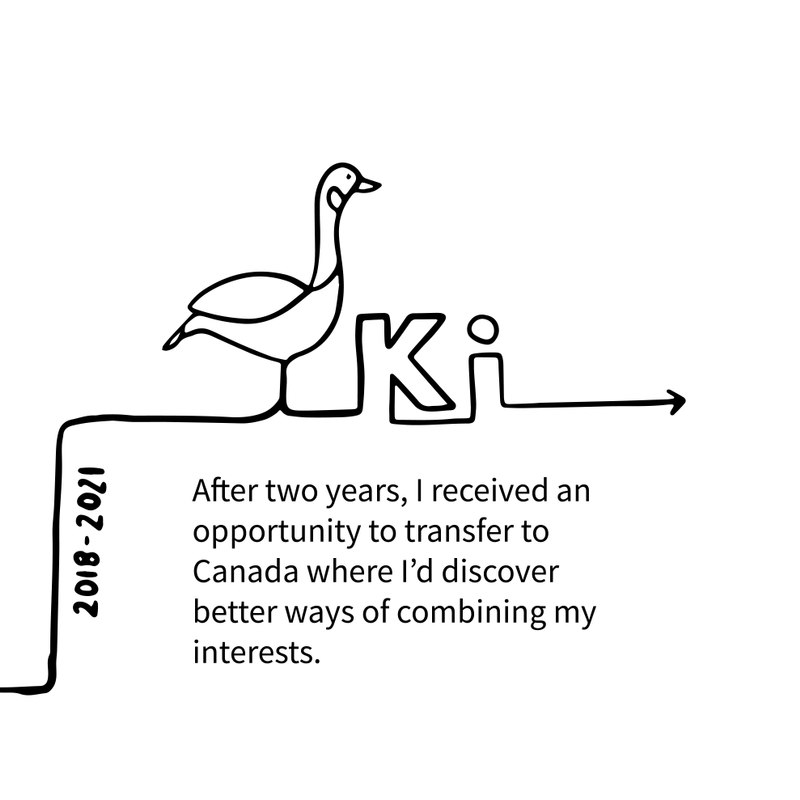 Ki
2018-2021
After two years, I received an
opportunity to transfer to
Canada where I’d discover
better ways of combining my
interests.